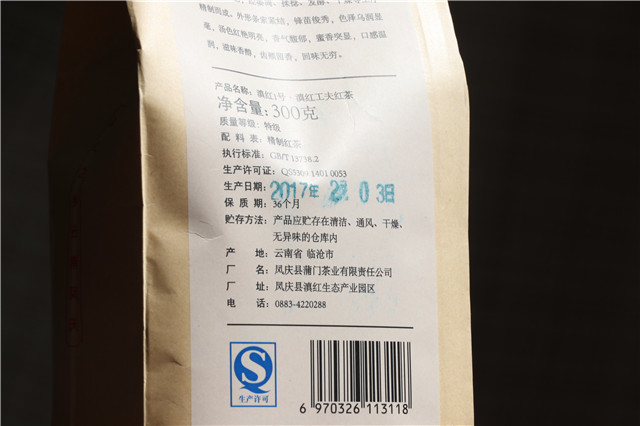 精制而成。外形条索紧结，锋苗俊秀，色泽乌润显
毫，汤色红艳明亮，香气馥郁，蜜香突显，口感温
润，滋味香醇，齿颊留香，回味无穷。
产品名称：滇红1号·滇红工夫红茶
净含量：300克
质量等级：特级
配 料 表：精制红茶
执行标准：GB/T 13738.2
生产许可证：QS5309 1401 0053
生产日期：2017年 2月 03日
保 质 期：36个月
贮存方法：产品应贮存在清洁、通风、干燥、
无异味的仓库内
产 地：云南省 临沧市
厂 名：凤庆县蒲门茶业有限责任公司
厂 址：凤庆县滇红生态产业园区
电 话：0883-4220288
生产许可
6 970326 113118